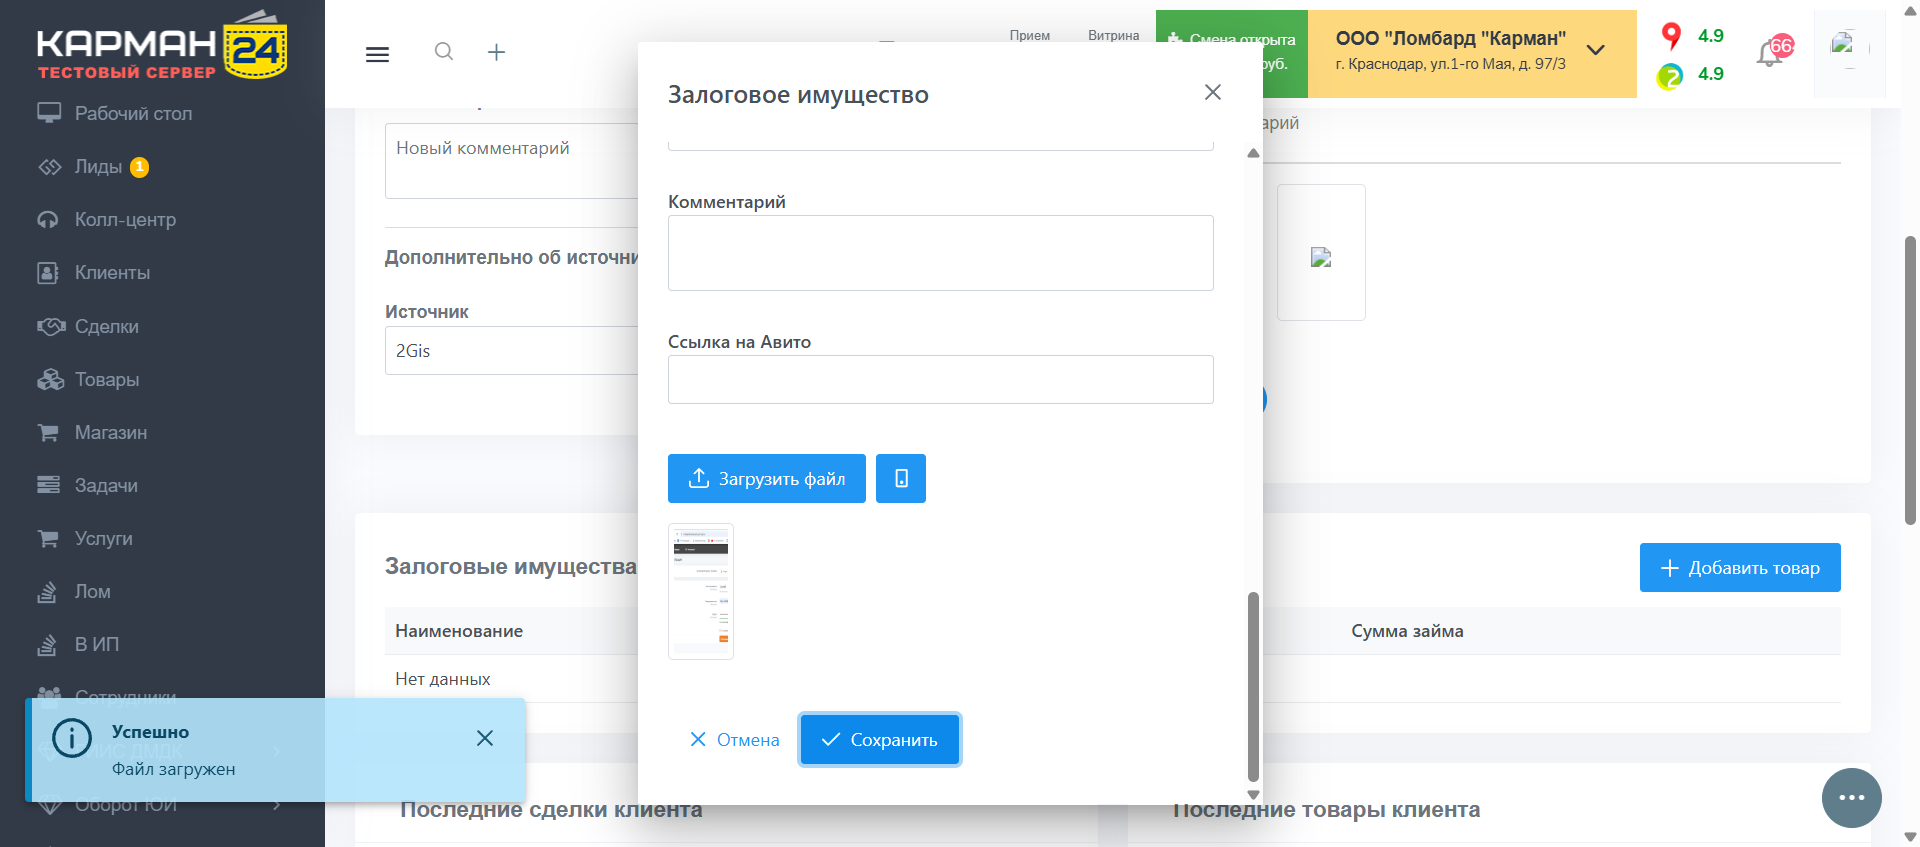 КАРМАН 24
ТЕСТОВЫЙ СЕРВЕР
Рабочий стол
Лиды 1
Колл-центр
Клиенты
Сделки
Товары
Магазин
Задачи
Услуги
Лом
В ИП
Сотрудники
Оборот ЮИ
Успешно
Файл загружен
Прием
Витрина
Смена открыта
руб.
ООО "Ломбард "Карман"
г. Краснодар, ул.1-го Мая, д. 97/3
4.9
4.9
66
Новый комментарий
Дополнительно об источни
Источник
2Gis
арий
Залоговые имущества
Добавить товар
Наименование
Сумма займа
Нет данных
Последние сделки клиента
Последние товары клиента
Залоговое имущество
Комментарий
Ссылка на Авито
Загрузить файл
Отмена
Сохранить